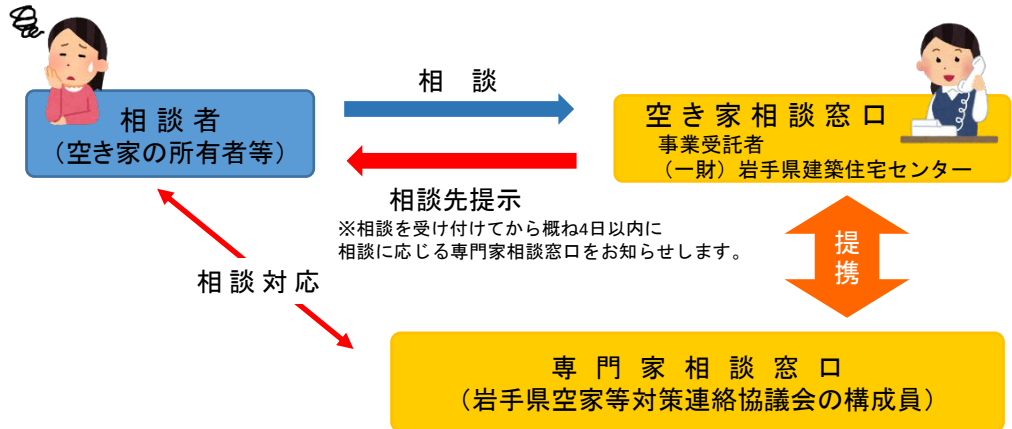 相談者
（空き家の所有者等）
相　談
空き家相談窓口
事業受託者
（一財）岩手県建築住宅センター
相談先提示
※相談を受け付けてから概ね4日以内に
相談に応じる専門家相談窓口をお知らせします。
提携
相談対応
専門家相談窓口
（岩手県空家等対策連絡協議会の構成員）